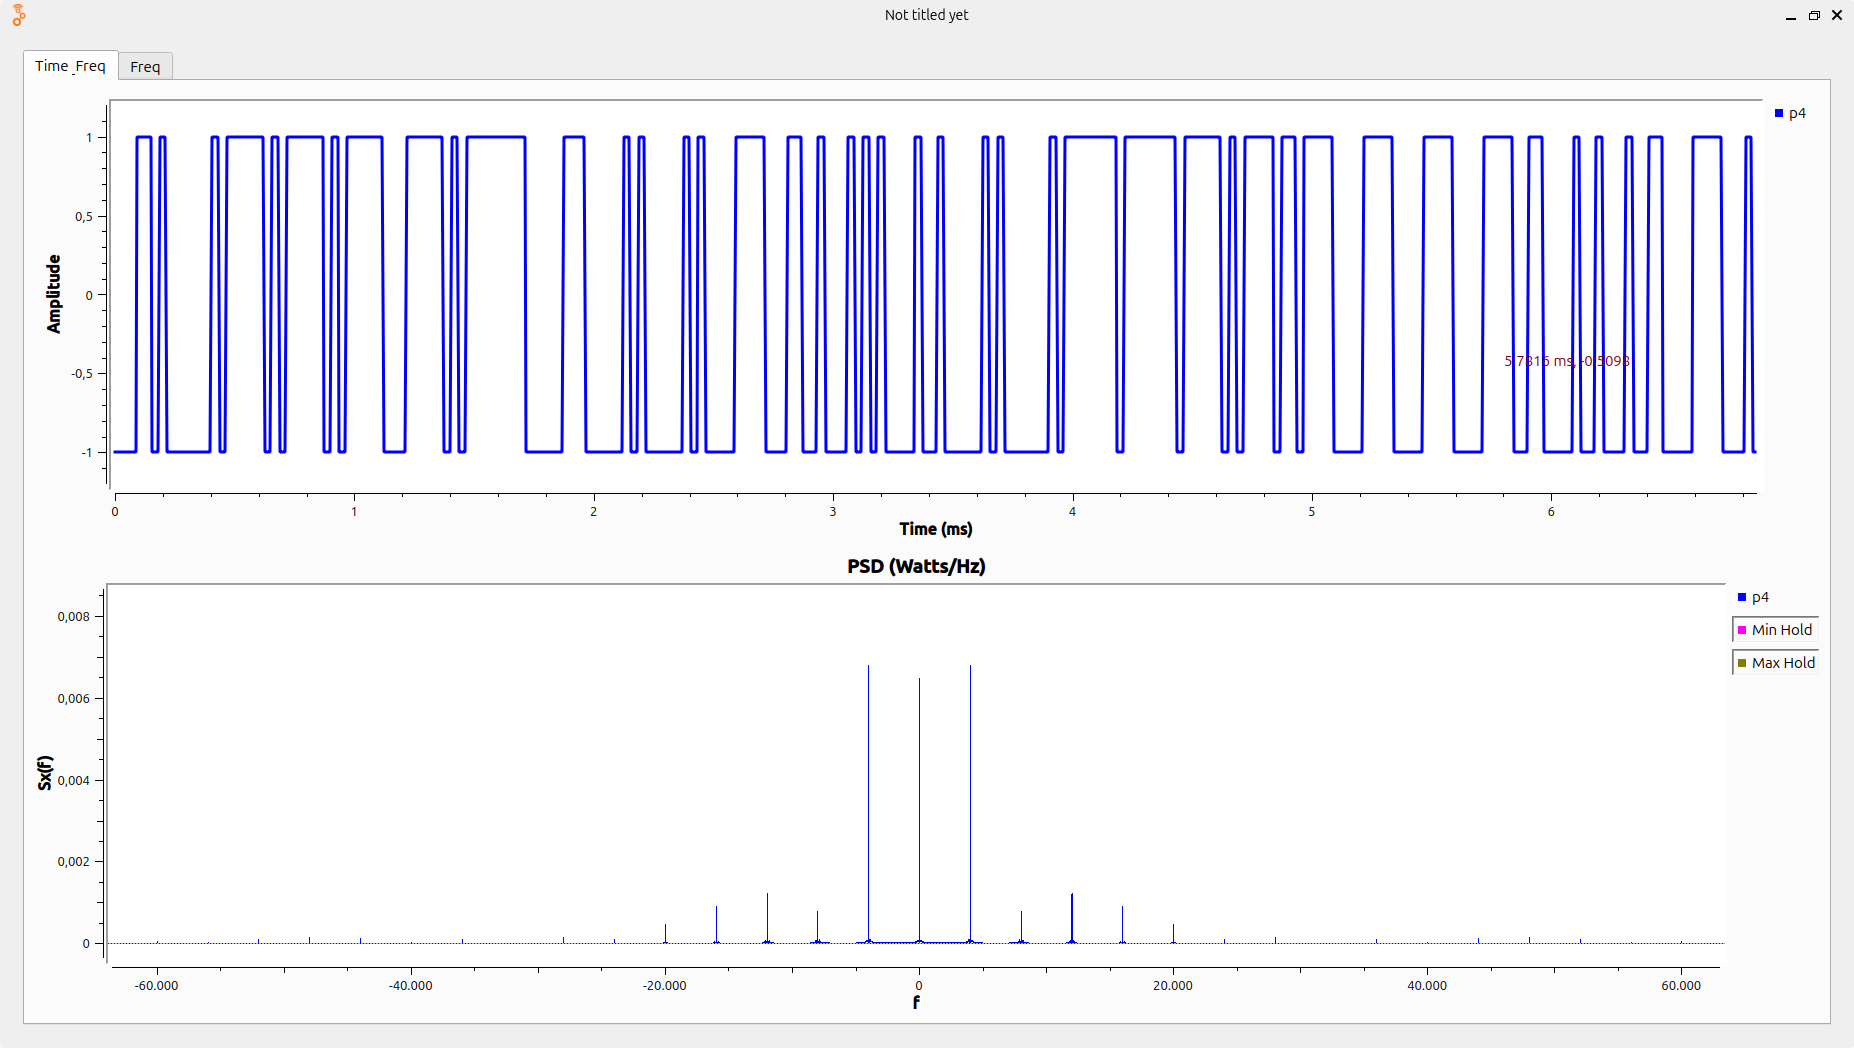 Not titled yet
Time_Freq
Freq
p4
1
0,5
0
-0,5
-1
Amplitude
5.7316 ms, -0.5093
0 1 2 3 4 5 6
Time (ms)
PSD (Watts/Hz)
p4
Min Hold
Max Hold
0,008
0,006
0,004
0,002
0
Sx(f)
-60.000 -40.000 -20.000 0 20.000 40.000 60.000
f